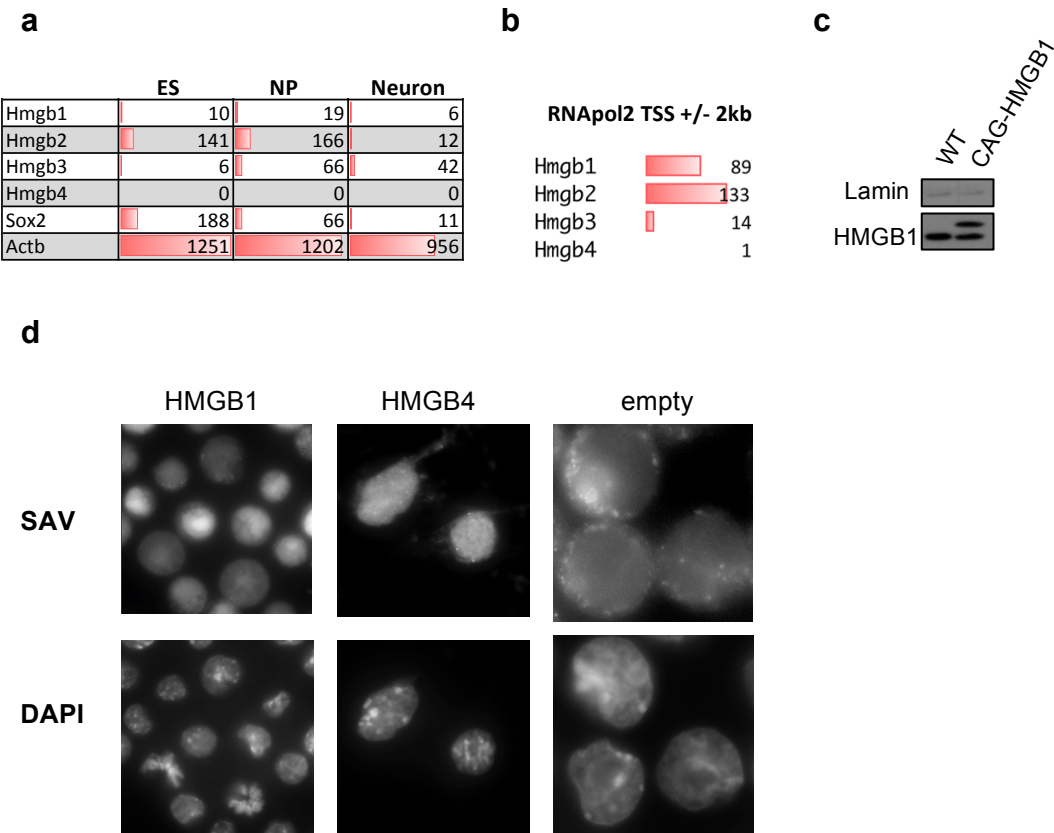 a
b
c
ES NP Neuron
Hmgb1 10 19 6
Hmgb2 141 166 12
Hmgb3 6 66 42
Hmgb4 0 0 0
Sox2 188 66 11
Actb 1251 1202 956
RNApol2 TSS +/- 2kb
Hmgb1 89
Hmgb2 133
Hmgb3 14
Hmgb4 1
WT
CAG-HMGB1
Lamin
HMGB1
d
HMGB1 HMGB4 empty
SAV
DAPI